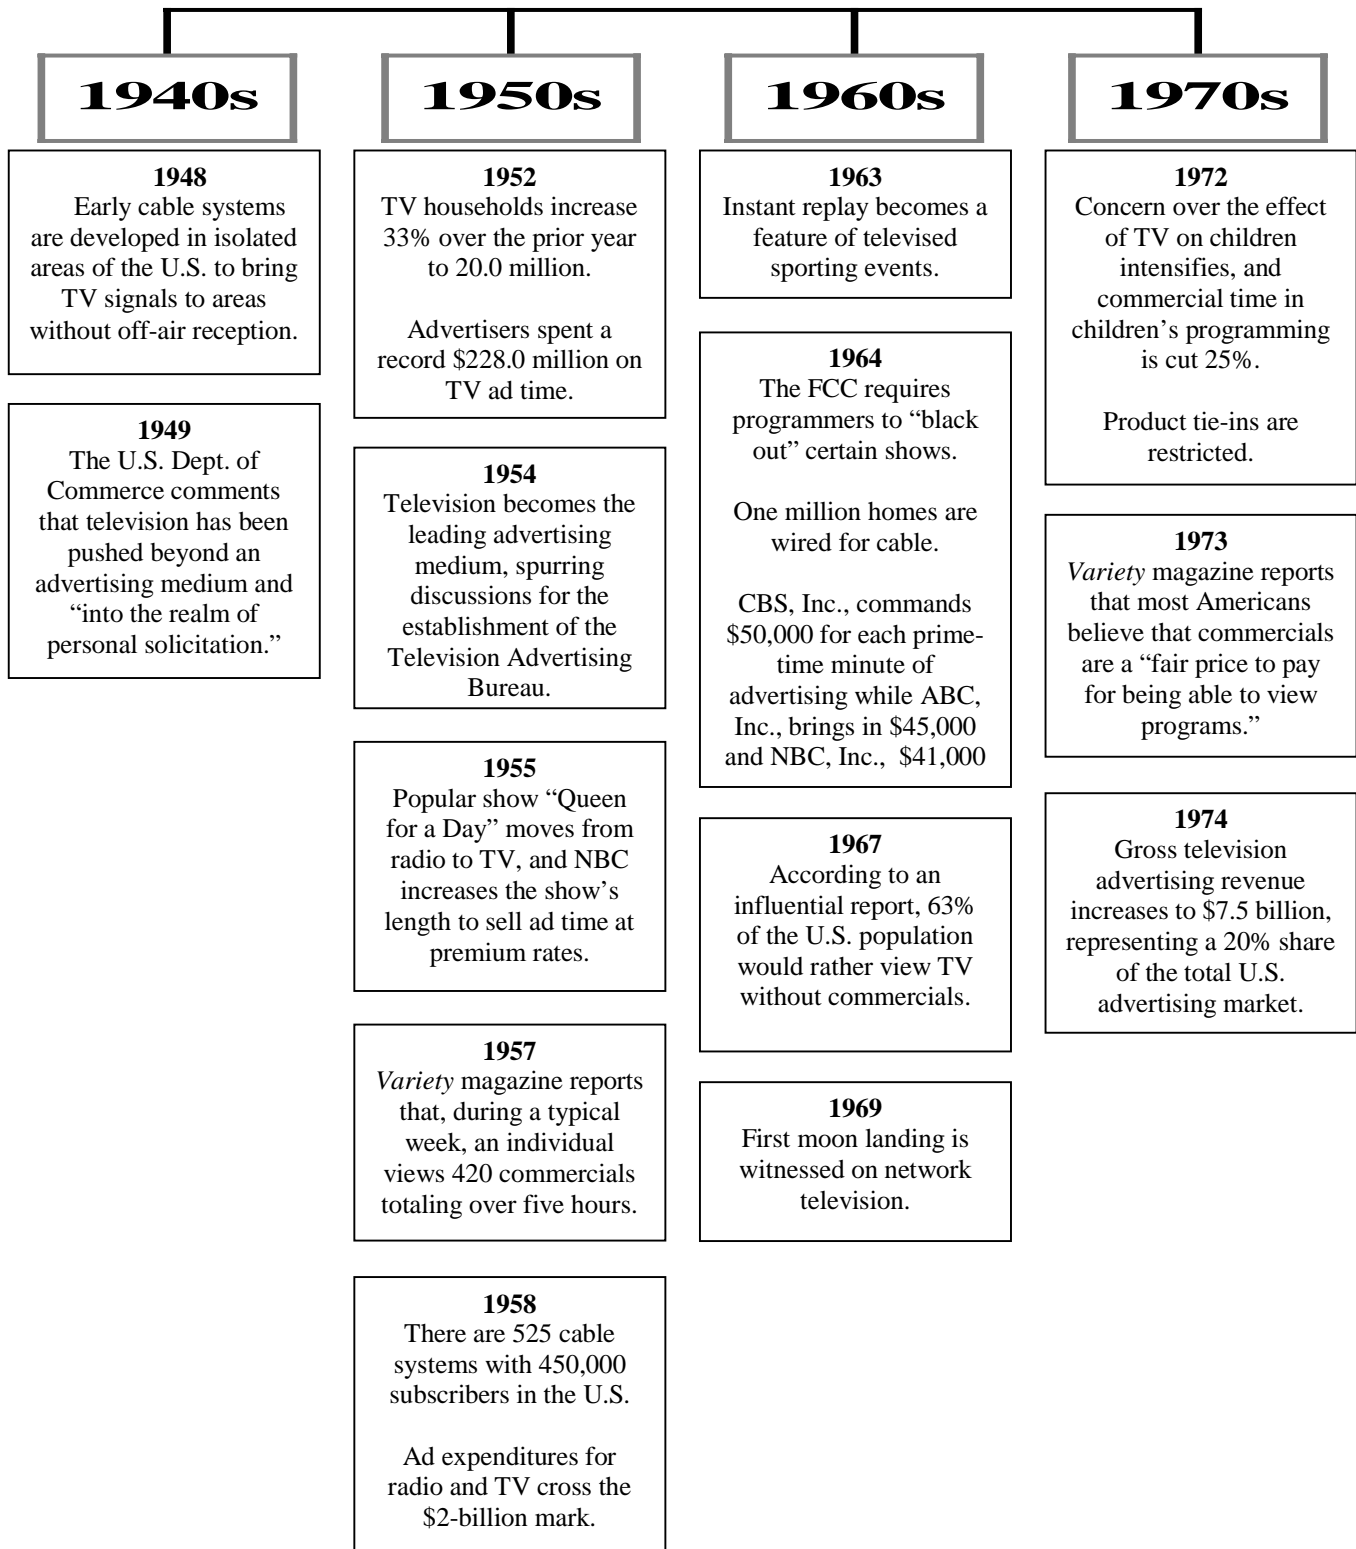 1940s
1948
Early cable systems
are developed in isolated
areas of the U.S. to bring
TV signals to areas
without off-air reception.
1949
The U.S. Dept. of
Commerce comments
that television has been
pushed beyond an
advertising medium and
“into the realm of
personal solicitation.”
1950s
1952
TV households increase
33% over the prior year
to 20.0 million.
Advertisers spent a
record $228.0 million on
TV ad time.
1954
Television becomes the
leading advertising
medium, spurring
discussions for the
establishment of the
Television Advertising
Bureau.
1955
Popular show “Queen
for a Day” moves from
radio to TV, and NBC
increases the show’s
length to sell ad time at
premium rates.
1957
Variety magazine reports
that, during a typical
week, an individual
views 420 commercials
totaling over five hours.
1958
There are 525 cable
systems with 450,000
subscribers in the U.S.
Ad expenditures for
radio and TV cross the
$2-billion mark.
1960s
1963
Instant replay becomes a
feature of televised
sporting events.
1964
The FCC requires
programmers to “black
out” certain shows.
One million homes are
wired for cable.
CBS, Inc., commands
$50,000 for each prime-
time minute of
advertising while ABC,
Inc., brings in $45,000
and NBC, Inc., $41,000
1967
According to an
influential report, 63%
of the U.S. population
would rather view TV
without commercials.
1969
First moon landing is
witnessed on network
television.
1970s
1972
Concern over the effect
of TV on children
intensifies, and
commercial time in
children’s programming
is cut 25%.
Product tie-ins are
restricted.
1973
Variety magazine reports
that most Americans
believe that commercials
are a “fair price to pay
for being able to view
programs.”
1974
Gross television
advertising revenue
increases to $7.5 billion,
representing a 20% share
of the total U.S.
advertising market.